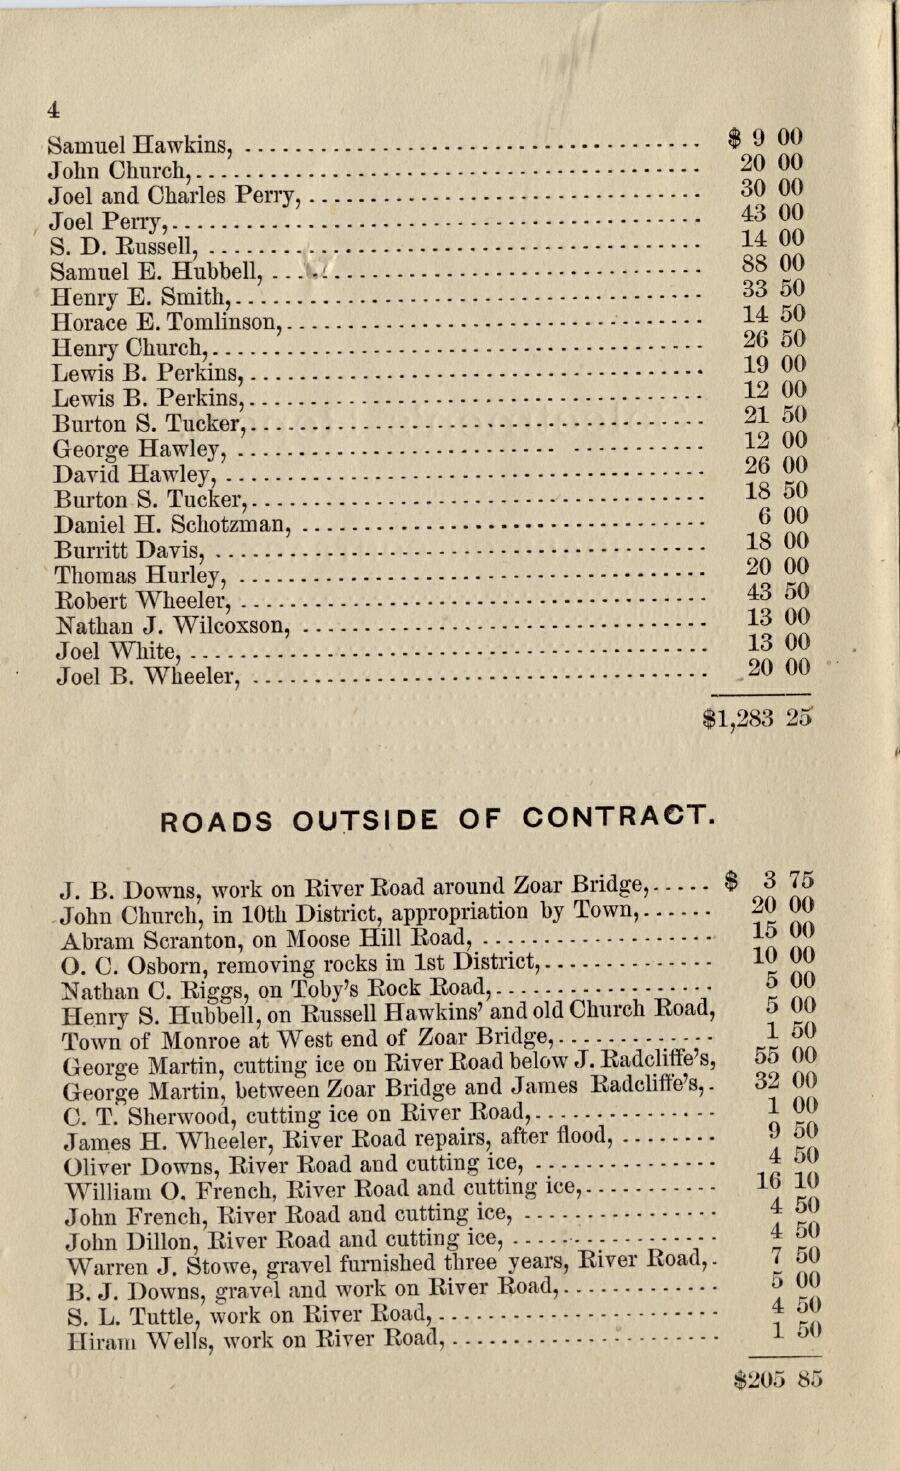 4
Samuel Hawkins, $ 9 00
John Church, 20 00
Joel and Charles Perry, 30 00
Joel Perry, 43 00
S. D. Russell, 14 00
Samuel E. Hubbell, 88 00
Henry E. Smith, 33 50
Horace E. Tomlinson, 14 50
Henry Church, 26 50
Lewis B. Perkins, 19 00
Lewis B. Perkins, 12 00
Burton S. Tucker, 21 50
George Hawley, 12 00
David Hawley, 26 00
Burton S. Tucker, 18 50
Daniel H. Schotzman, 6 00
Burritt Davis, 18 00
Thomas Hurley, 20 00
Robert Wheeler, 43 50
Nathan J. Wilcoxson, 13 00
Joel White, 13 00
Joel B. Wheeler, 20 00
$1,283 25
ROADS OUTSIDE OF CONTRACT.
J. B. Downs, work on River Road around Zoar Bridge, $ 3 75
John Church, in 10th District, appropriation by Town, 20 00
Abram Scranton, on Moose Hill Road, 15 00
O. C. Osborn, removing rocks in 1st District, 10 00
Nathan C. Riggs, on Toby's Rock Road, 5 00
Henry S. Hubbell, on Russell Hawkins' and old Church Road, 5 00
Town of Monroe at West end of Zoar Bridge, 1 50
George Martin, cutting ice on River Road below J. Radcliffe's, 55 00
George Martin, between Zoar Bridge and James Radcliffe's, 32 00
C. T. Sherwood, cutting ice on River Road, 1 00
James H. Wheeler, River Road repairs, after flood, 9 50
Oliver Downs, River Road and cutting ice, 4 50
William O. French, River Road and cutting ice, 16 10
John French, River Road and cutting ice, 4 50
John Dillon, River Road and cutting ice, 4 50
Warren J. Stowe, gravel furnished three years, River Road, 7 50
B. J. Downs, gravel and work on River Road, 5 00
S. L. Tuttle, work on River Road, 4 50
Hiram Wells, work on River Road, 1 50
$205 85